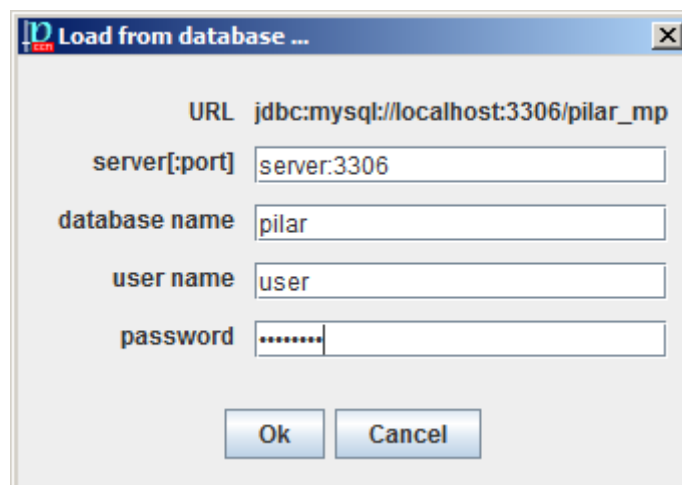 Load from database ...
URL jdbc:mysql://localhost:3306/pilar_mp
server[:port] server:3306
database name pilar
user name user
password ••••••••
Ok Cancel